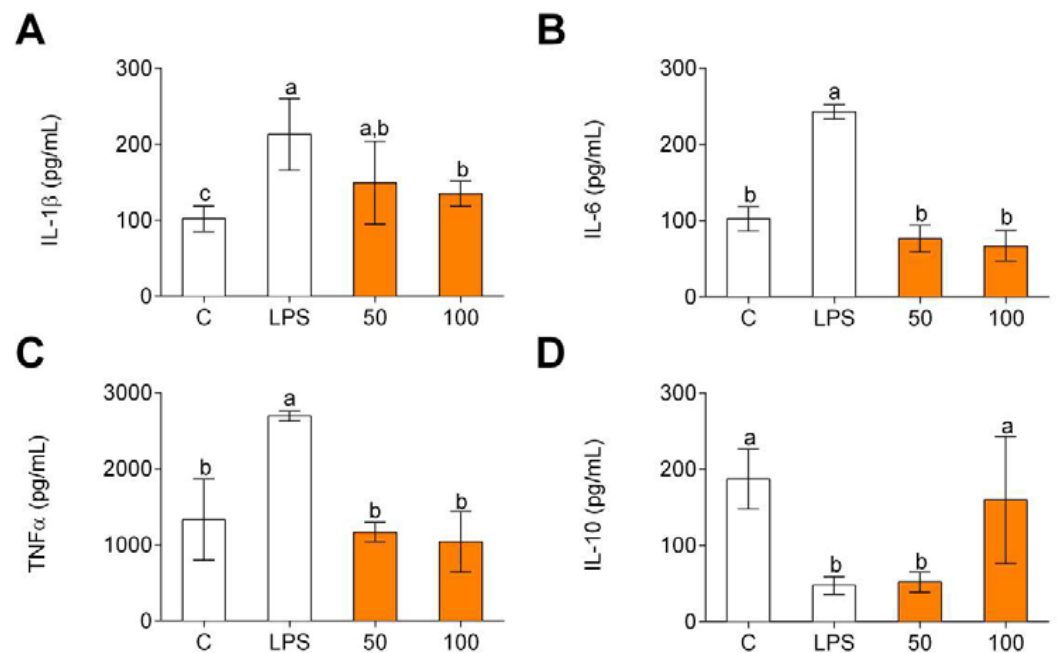 A
IL-1β (pg/mL)
300
200
100
0
c
a
a,b
b
C LPS 50 100
B
IL-6 (pg/mL)
300
200
100
0
b
a
b
b
C LPS 50 100
C
TNFα (pg/mL)
3000
2000
1000
0
b
a
b
b
C LPS 50 100
D
IL-10 (pg/mL)
300
200
100
0
a
b
b
a
C LPS 50 100